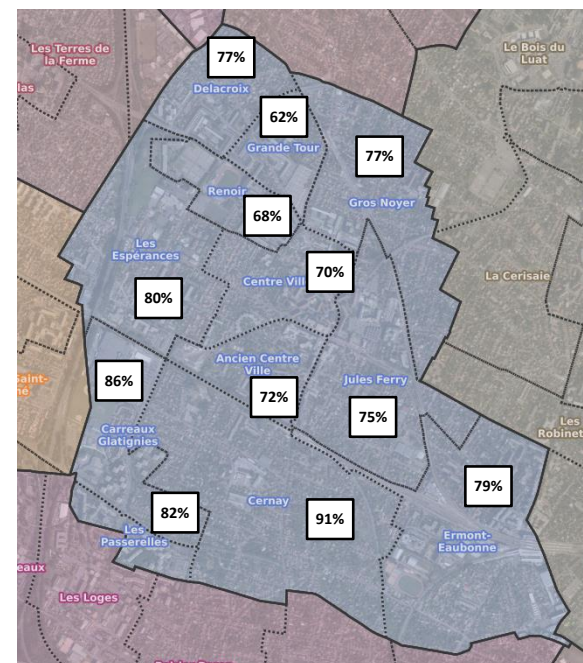 Les Terres de
la Ferme
77%
Le Bois du
Luat
las
Delacroix
62%
Grande Tour
77%
Renoir
68%
Gros Noyer
Les
Espérances
Centre Vill
70%
La Cerisaie
80%
Ancien Centre
Ville
86%
Jules Ferry
72%
75%
Saint-
né
Carreaux
Glatignies
Les
Robinet
79%
Cernay
82%
91%
Les
Passerelles
Ermont-
Eaubonne
eaux
Les Loges